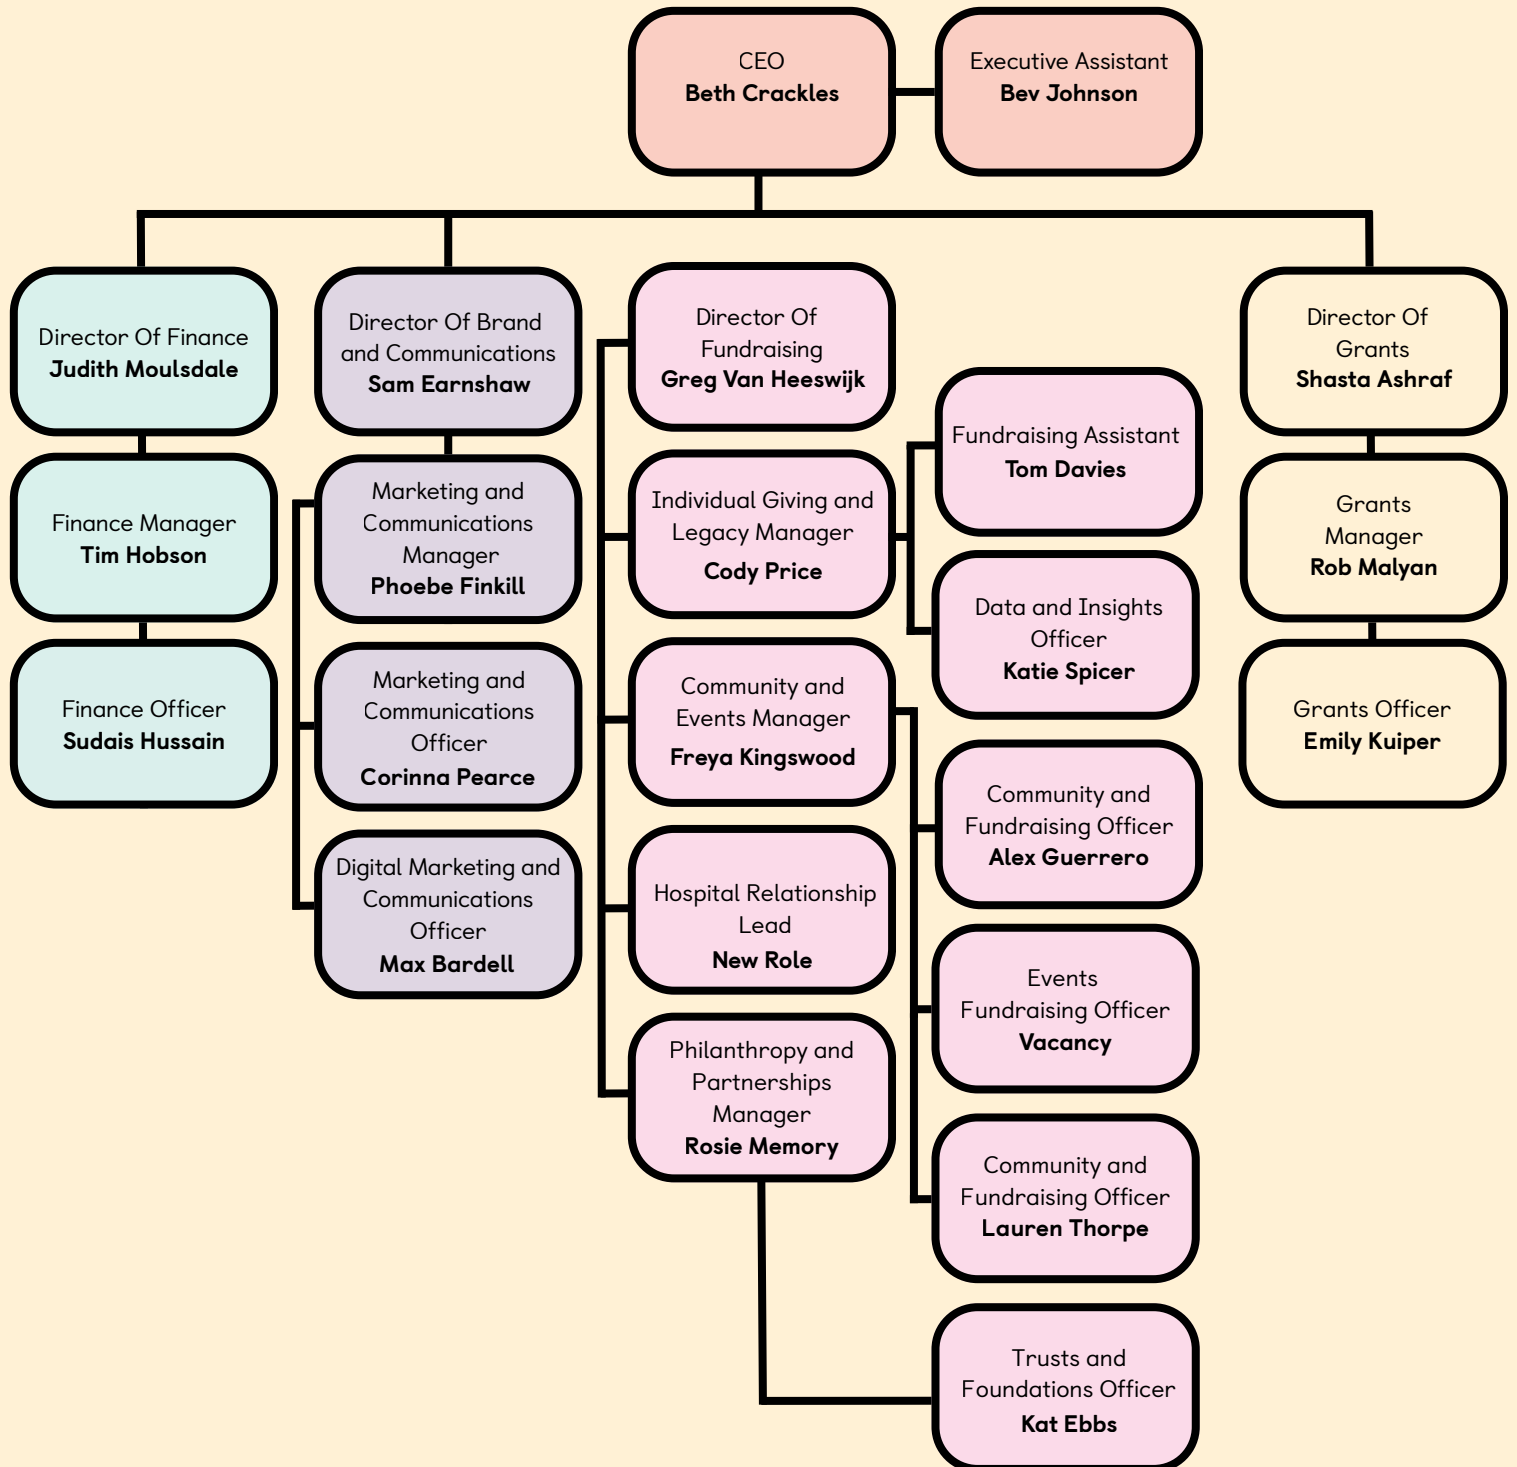 CEO
Beth Crackles
Executive Assistant
Bev Johnson
Director Of Finance
Judith Moulsdale
Finance Manager
Tim Hobson
Finance Officer
Sudais Hussain
Director Of Brand
and Communications
Sam Earnshaw
Marketing and
Communications
Manager
Phoebe Finkill
Marketing and
Communications
Officer
Corinna Pearce
Digital Marketing and
Communications
Officer
Max Bardell
Director Of
Fundraising
Greg Van Heeswijk
Individual Giving and
Legacy Manager
Cody Price
Community and
Events Manager
Freya Kingswood
Hospital Relationship
Lead
New Role
Philanthropy and
Partnerships
Manager
Rosie Memory
Fundraising Assistant
Tom Davies
Data and Insights
Officer
Katie Spicer
Community and
Fundraising Officer
Alex Guerrero
Events
Fundraising Officer
Vacancy
Community and
Fundraising Officer
Lauren Thorpe
Trusts and
Foundations Officer
Kat Ebbs
Director Of
Grants
Shasta Ashraf
Grants
Manager
Rob Malyan
Grants Officer
Emily Kuiper